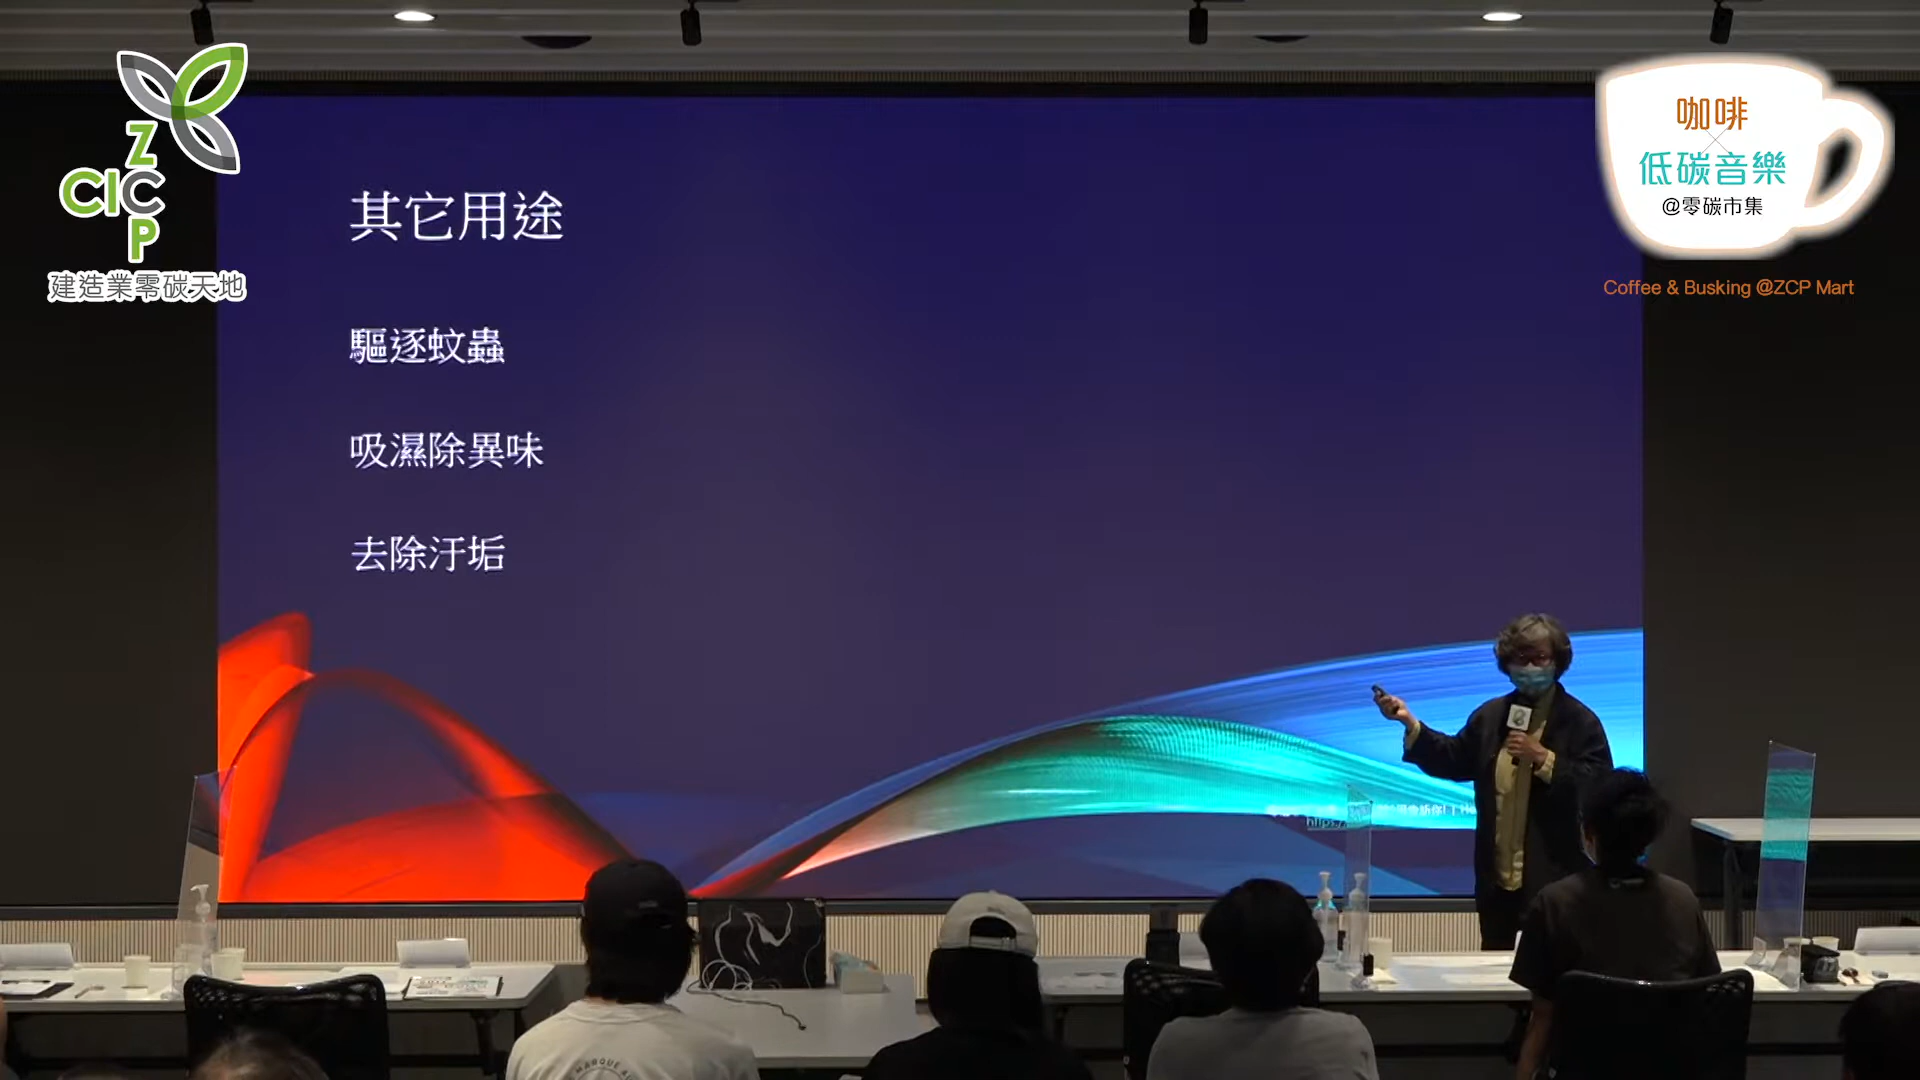 Z
CIC
P
建造業零碳天地
咖啡
低碳音樂
@零碳市集
Coffee & Busking @ZCP Mart
其它用途
驅逐蚊蟲
吸濕除異味
去除汙垢
https:/
MARQUE